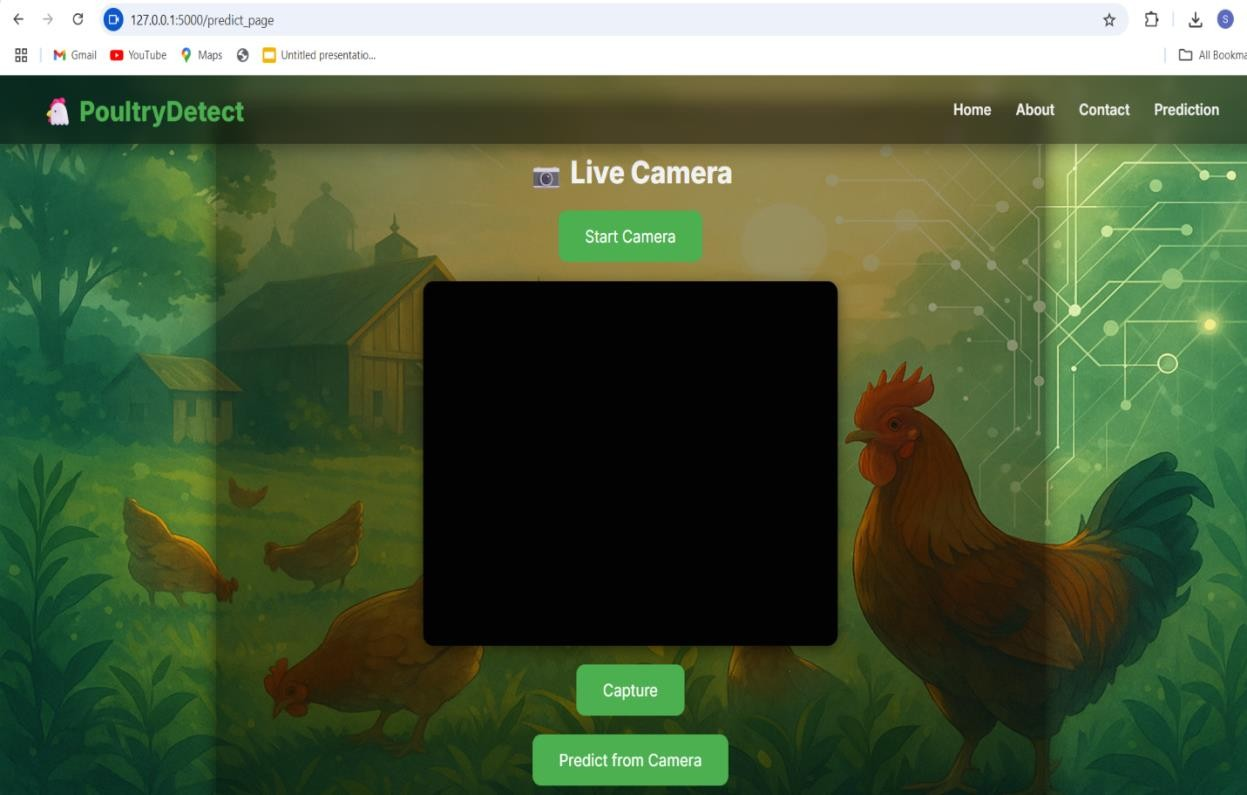 127.0.0.1:5000/predict_page
S
Gmail YouTube Maps Untitled presentatio... All Bookma
PoultryDetect Home About Contact Prediction
Live Camera
Start Camera
Capture
Predict from Camera